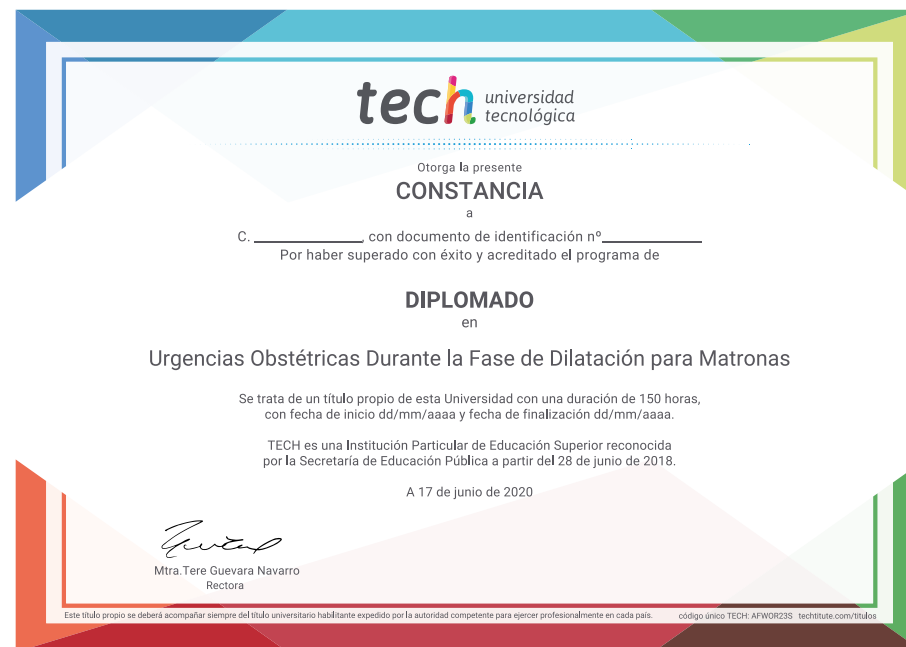 tech universidad
tecnológica
Otorga la presente
CONSTANCIA
a
C. ____________, con documento de identificación nº____________
Por haber superado con éxito y acreditado el programa de
DIPLOMADO
en
Urgencias Obstétricas Durante la Fase de Dilatación para Matronas
Se trata de un título propio de esta Universidad con una duración de 150 horas,
con fecha de inicio dd/mm/aaaa y fecha de finalización dd/mm/aaaa.
TECH es una Institución Particular de Educación Superior reconocida
por la Secretaría de Educación Pública a partir del 28 de junio de 2018.
A 17 de junio de 2020
Mtra.Tere Guevara Navarro
Rectora
Este título propio se deberá acompañar siempre del título universitario habilitante expedido por la autoridad competente para ejercer profesionalmente en cada país. código único TECH: AFWOR23S techtitute.com/titulos